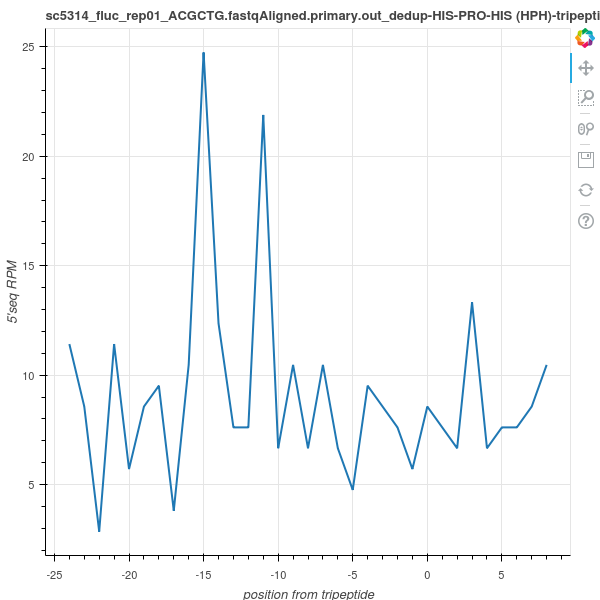 sc5314_fluc_rep01_ACGCTG.fastqAligned.primary.out_dedup-HIS-PRO-HIS (HPH)-tripepti
25
20
15
10
5
5'seq RPM
-25 -20 -15 -10 -5 0 5
position from tripeptide